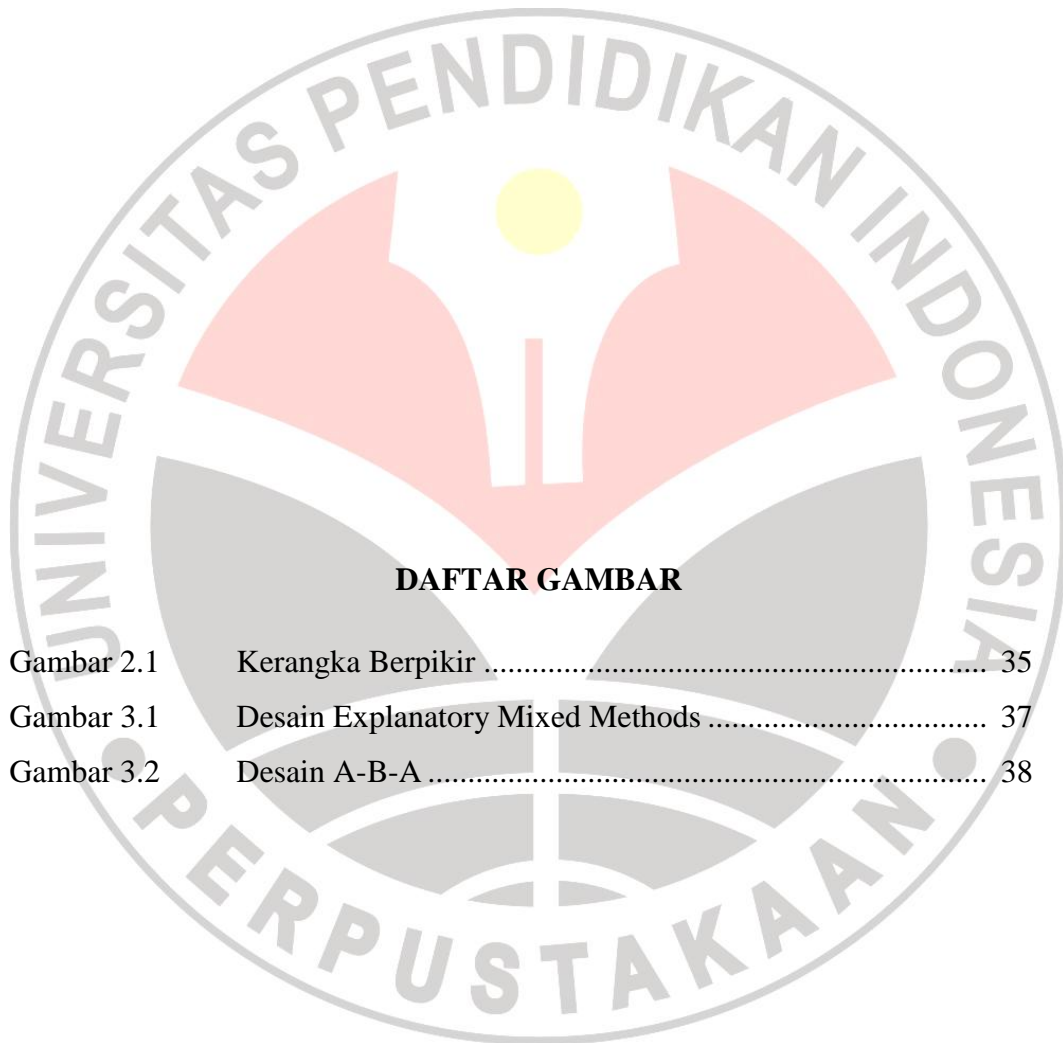 UNIVERSITAS PENDIDIKAN INDONESIA
DAFTAR GAMBAR
Gambar 2.1 Kerangka Berpikir ............................................................... 35
Gambar 3.1 Desain Explanatory Mixed Methods ................................... 37
Gambar 3.2 Desain A-B-A ...................................................................... 38
PERPUSTAKAAN